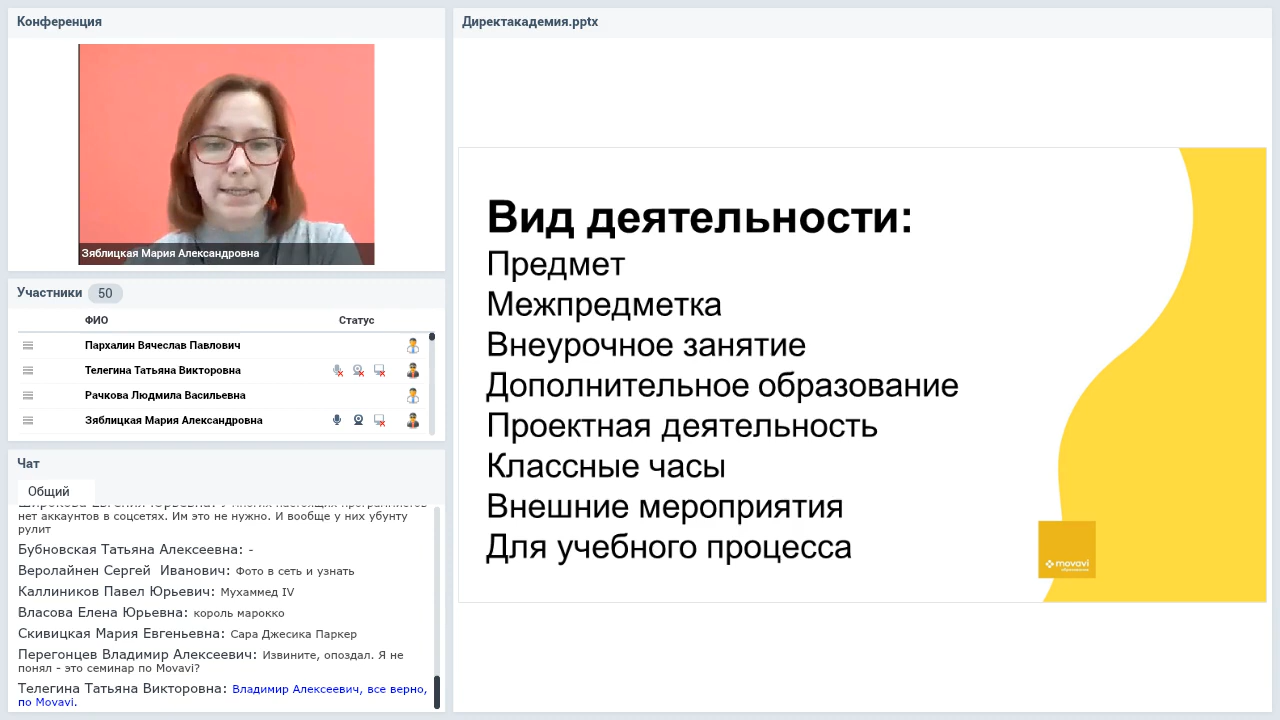 Конференция
Зяблицкая Мария Александровна
Участники 50
ФИО Статус
Пархалин Вячеслав Павлович
Телегина Татьяна Викторовна
Рачкова Людмила Васильевна
Зяблицкая Мария Александровна
Чат
Общий
нет аккаунтов в соцсетях. Им это не нужно. И вообще у них убунту
рулит
Бубновская Татьяна Алексеевна: -
Веролайнен Сергей Иванович: Фото в сеть и узнать
Каллиников Павел Юрьевич: Мухаммед IV
Власова Елена Юрьевна: король марокко
Скивицкая Мария Евгеньевна: Сара Джесика Паркер
Перегонцев Владимир Алексеевич: Извините, опоздал. Я не
понял - это семинар по Movavi?
Телегина Татьяна Викторовна: Владимир Алексеевич, все верно,
по Movavi.
Директакадемия.pptx
Вид деятельности:
Предмет
Межпредметка
Внеурочное занятие
Дополнительное образование
Проектная деятельность
Классные часы
Внешние мероприятия
Для учебного процесса
movavi